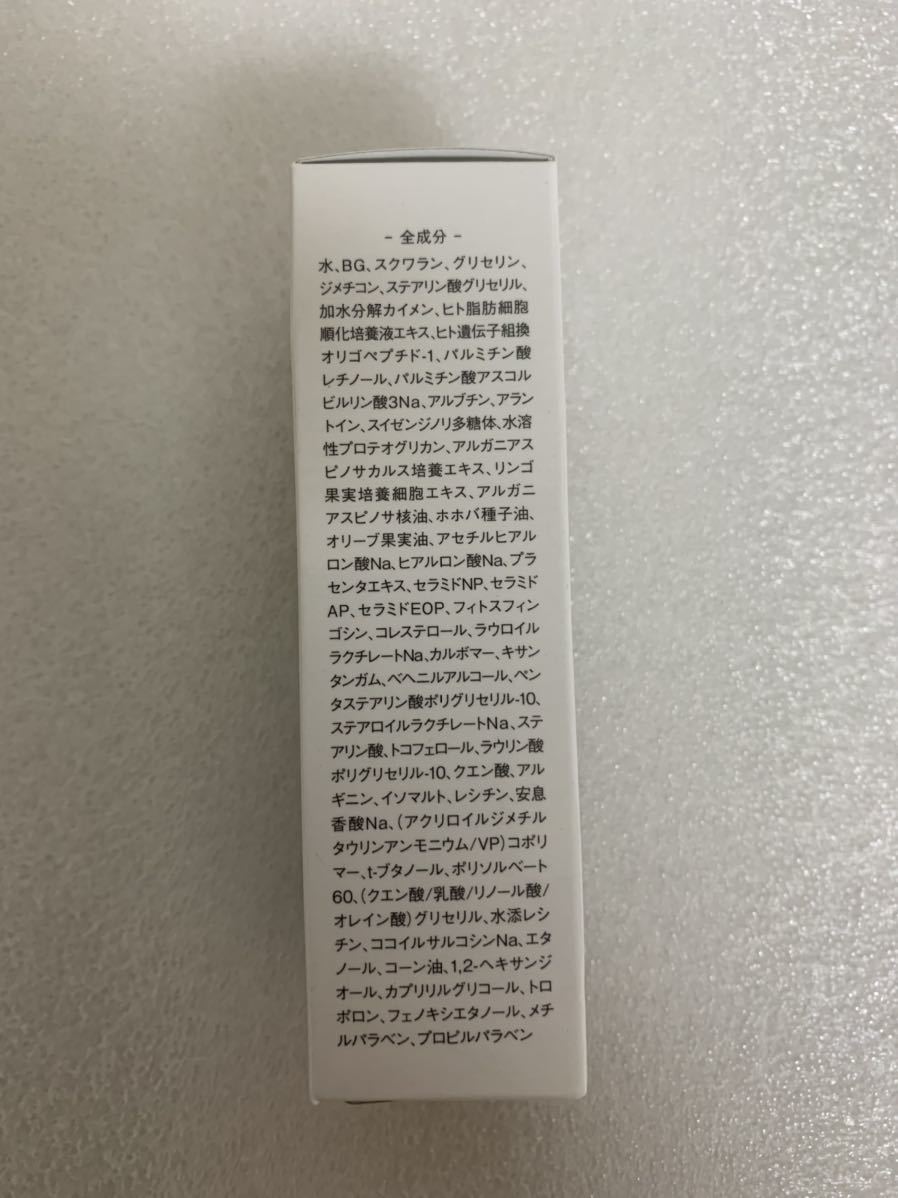 - 全成分 -
水、BG、スクワラン、グリセリン、
ジメチコン、ステアリン酸グリセリル、
加水分解カイメン、ヒト脂肪細胞
順化培養液エキス、ヒト遺伝子組換
オリゴペプチド-1、パルミチン酸
レチノール、パルミチン酸アスコル
ビルリン酸3Na、アルブチン、アラン
トイン、スイゼンジノリ多糖体、水溶
性プロテオグリカン、アルガニアス
ピノサカルス培養エキス、リンゴ
果実培養細胞エキス、アルガニ
アスピノサ核油、ホホバ種子油、
オリーブ果実油、アセチルヒアル
ロン酸Na、ヒアルロン酸Na、プラ
センタエキス、セラミドNP、セラミド
AP、セラミドEOP、フィトスフィン
ゴシン、コレステロール、ラウロイル
ラクチレートNa、カルボマー、キサン
タンガム、ベヘニルアルコール、ペン
タステアリン酸ポリグリセリル-10、
ステアロイルラクチレートNa、ステ
アリン酸、トコフェロール、ラウリン酸
ポリグリセリル-10、クエン酸、アル
ギニン、イソマルト、レシチン、安息
香酸Na、(アクリロイルジメチル
タウリンアンモニウム/VP)コポリ
マー、t-ブタノール、ポリソルベート
60、(クエン酸/乳酸/リノール酸/
オレイン酸)グリセリル、水添レシ
チン、ココイルサルコシンNa、エタ
ノール、コーン油、1,2-ヘキサンジ
オール、カプリリルグリコール、トロ
ポロン、フェノキシエタノール、メチ
ルパラベン、プロピルパラベン